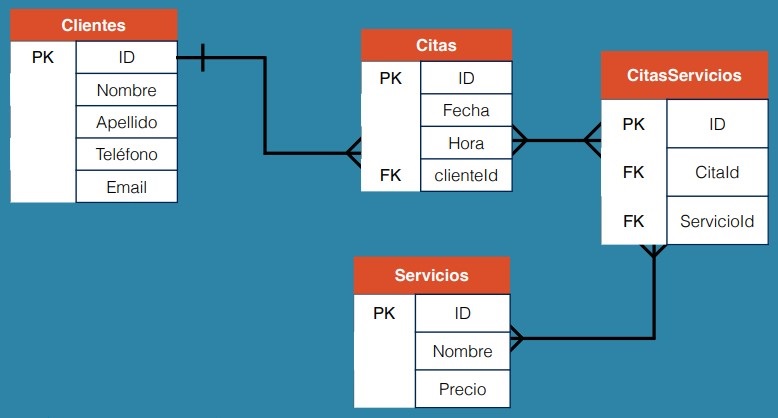 Clientes
PK ID
Nombre
Apellido
Teléfono
Email
Citas
PK ID
Fecha
Hora
FK clienteId
CitasServicios
PK ID
FK CitaId
FK ServicioId
Servicios
PK ID
Nombre
Precio